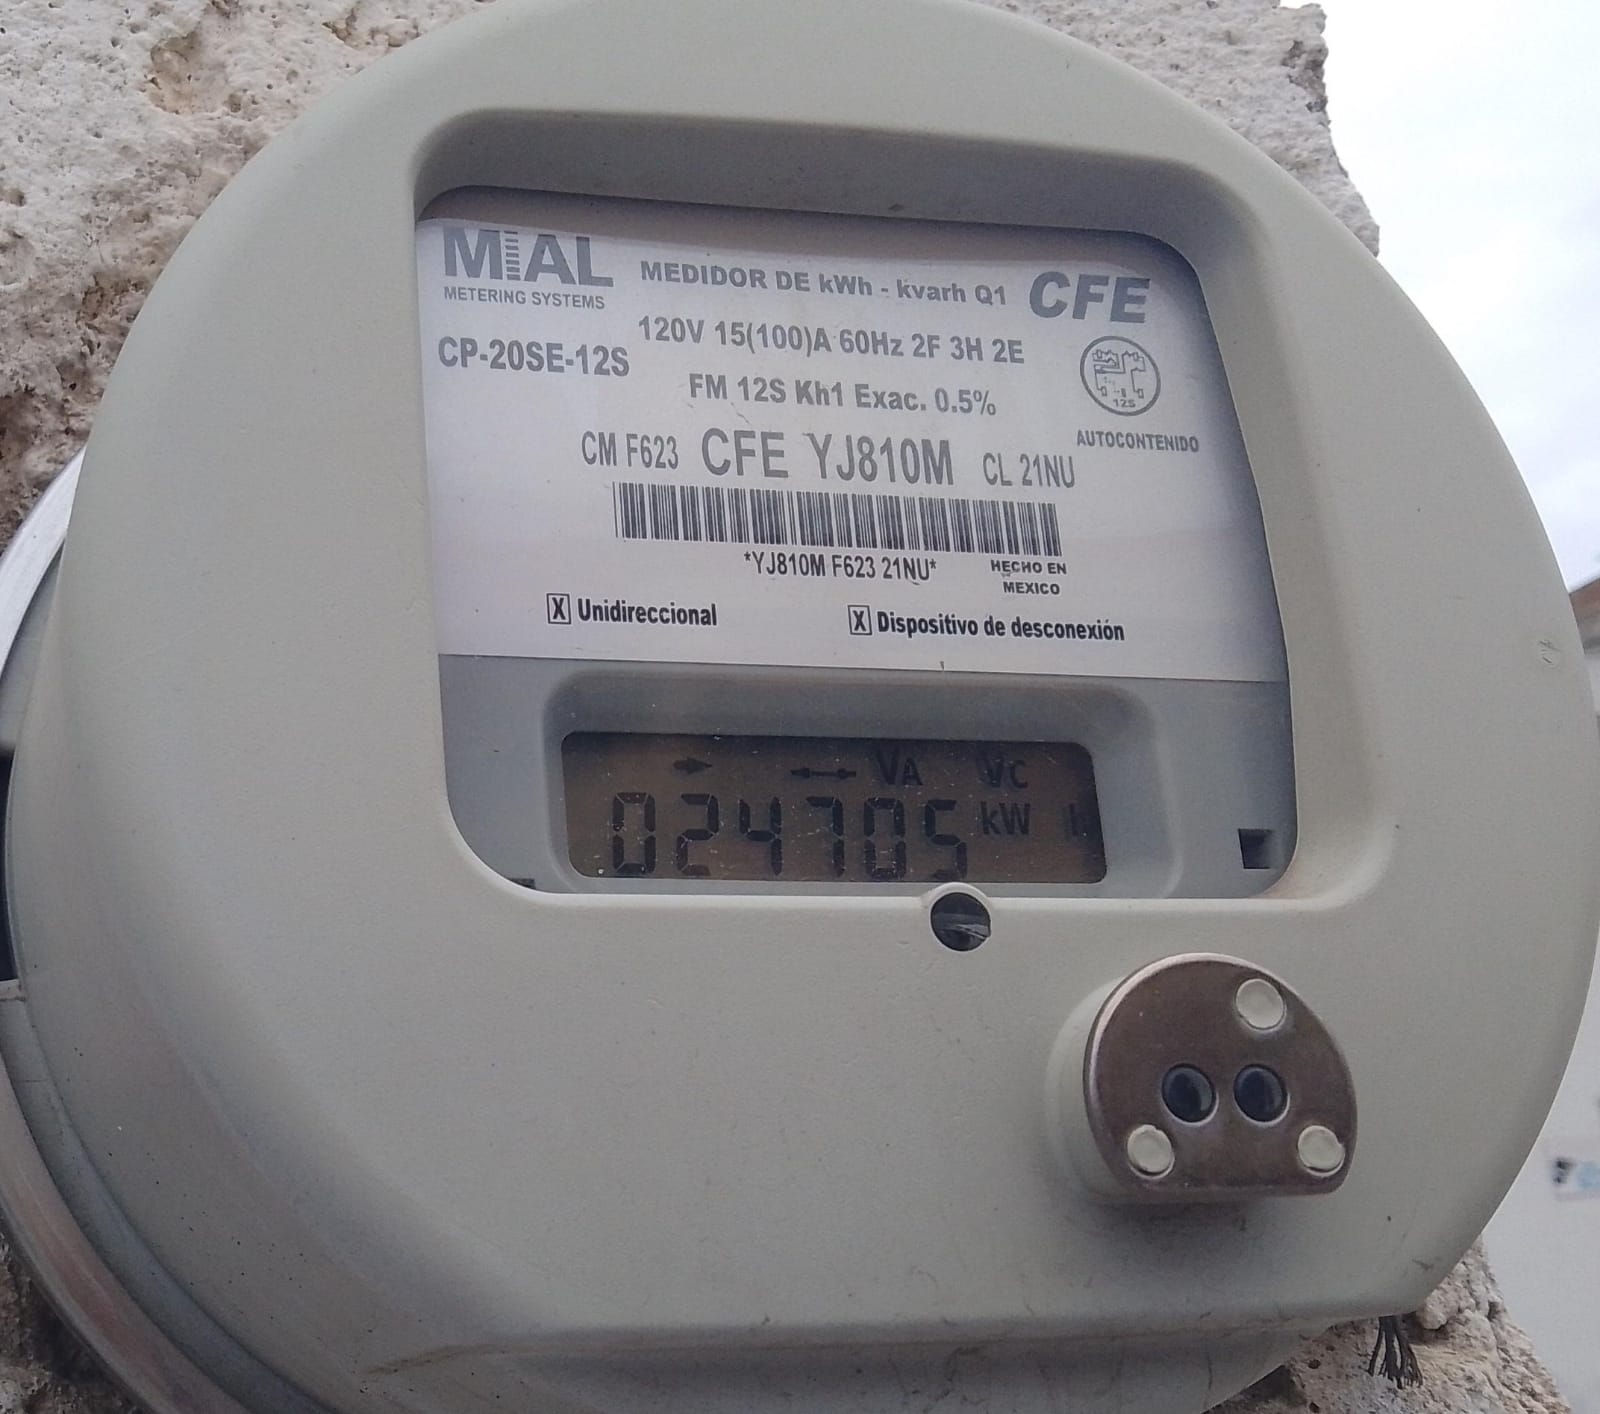 MIAL
METERING SYSTEMS
MEDIDOR DE kWh - kvarh Q1
CFE
CP-20SE-12S
120V 15(100)A 60Hz 2F 3H 2E
FM 12S Kh1 Exac. 0.5%
12S
AUTOCONTENIDO
CM F623 CFE YJ810M CL 21NU
*YJ810M F623 21NU*
HECHO EN
MEXICO
X Unidireccional
X Dispositivo de desconexión
VA VC
024705 kW